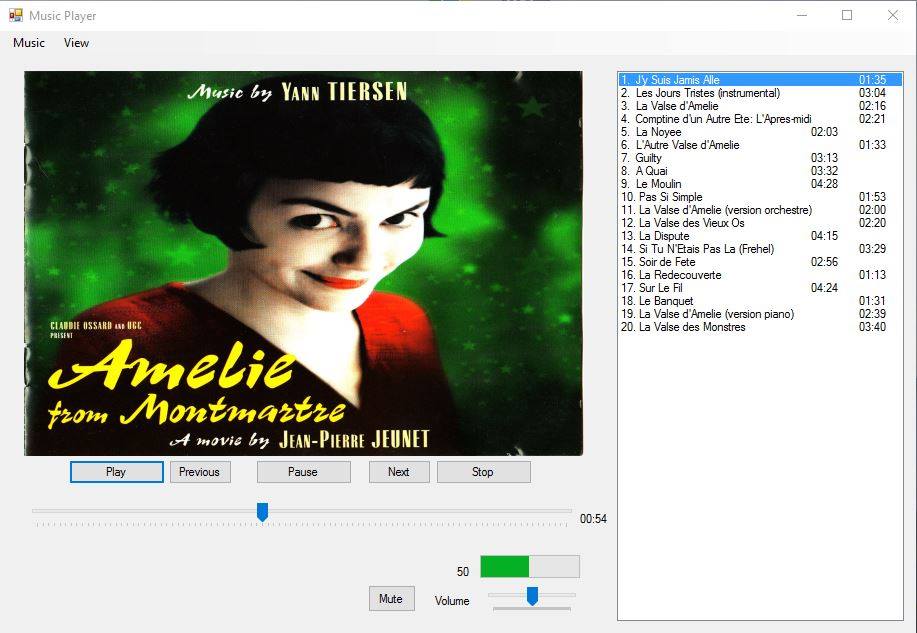 Music Player
Music View
Music by YANN TIERSEN
CLAUDIE OSSARD AND UGC
PRESENT
Amelie
from Montmartre
A movie by JEAN-PIERRE JEUNET
Play Previous Pause Next Stop
00:54
50
Mute Volume
1. J'y Suis Jamis Alle 01:35
2. Les Jours Tristes (instrumental) 03:04
3. La Valse d'Amelie 02:16
4. Comptine d'un Autre Ete: L'Apres-midi 02:21
5. La Noyee 02:03
6. L'Autre Valse d'Amelie 01:33
7. Guilty 03:13
8. A Quai 03:32
9. Le Moulin 04:28
10. Pas Si Simple 01:53
11. La Valse d'Amelie (version orchestre) 02:00
12. La Valse des Vieux Os 02:20
13. La Dispute 04:15
14. Si Tu N'Etais Pas La (Frehel) 03:29
15. Soir de Fete 02:56
16. La Redecouverte 01:13
17. Sur Le Fil 04:24
18. Le Banquet 01:31
19. La Valse d'Amelie (version piano) 02:39
20. La Valse des Monstres 03:40